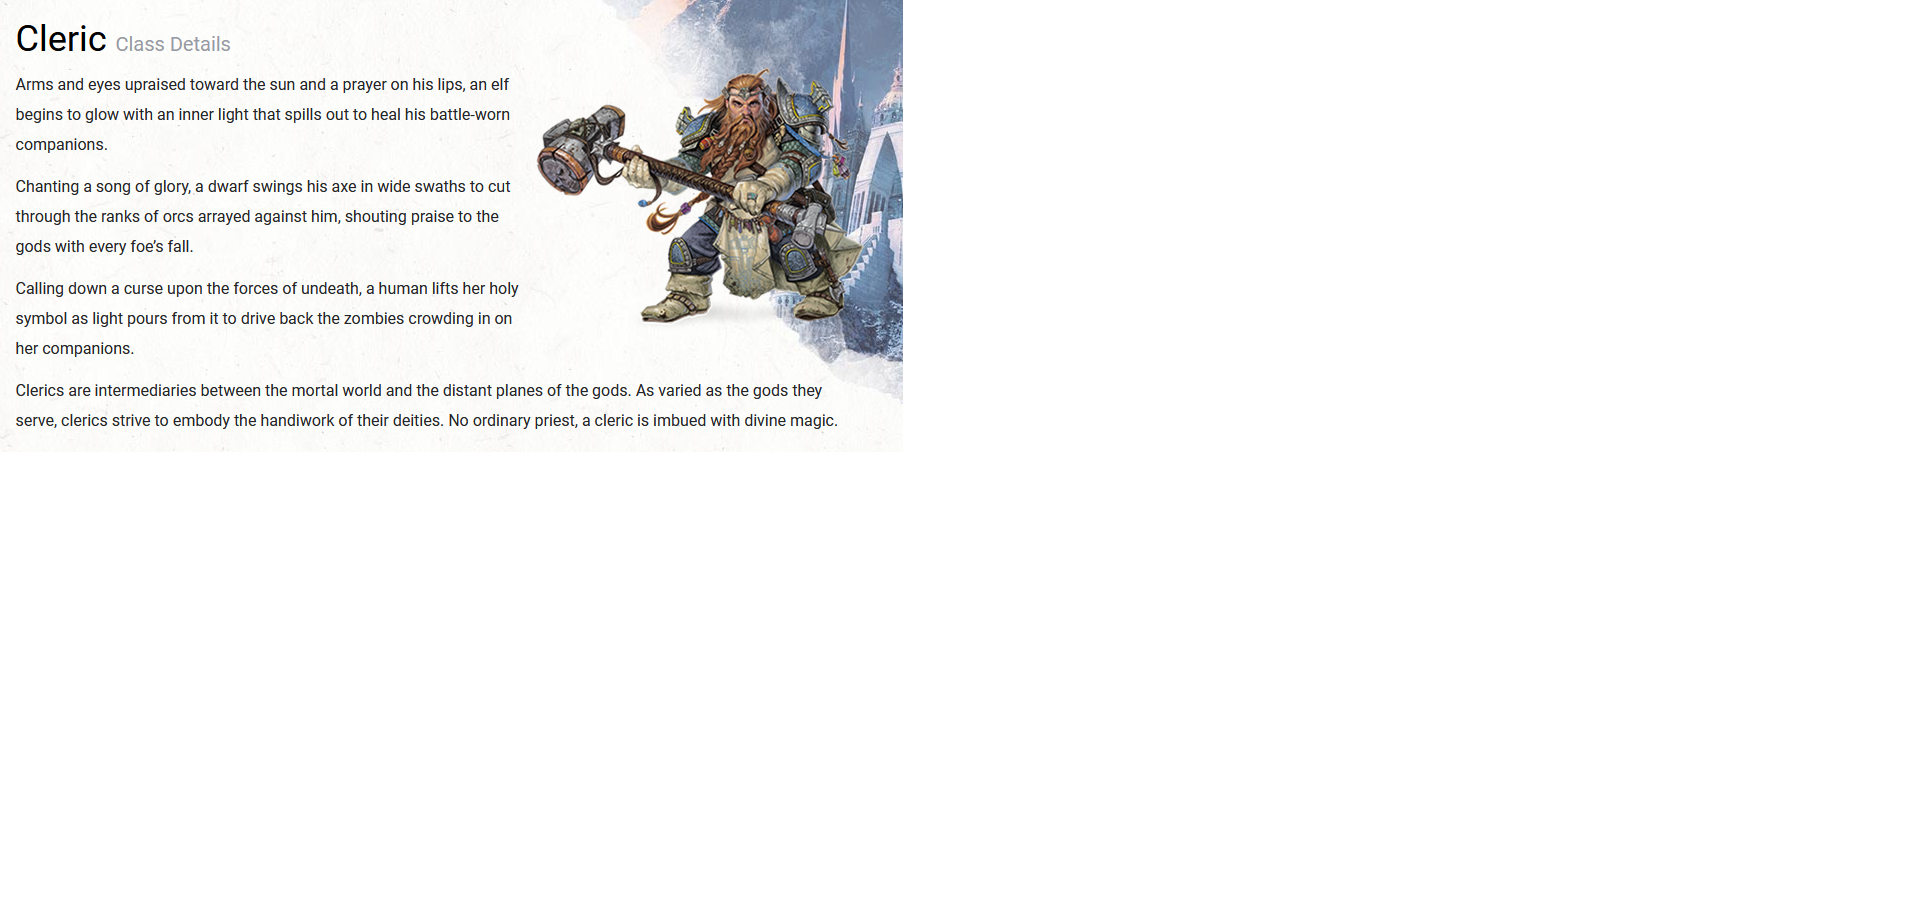 Cleric Class Details
Arms and eyes upraised toward the sun and a prayer on his lips, an elf
begins to glow with an inner light that spills out to heal his battle-worn
companions.
Chanting a song of glory, a dwarf swings his axe in wide swaths to cut
through the ranks of orcs arrayed against him, shouting praise to the
gods with every foe’s fall.
Calling down a curse upon the forces of undeath, a human lifts her holy
symbol as light pours from it to drive back the zombies crowding in on
her companions.
Clerics are intermediaries between the mortal world and the distant planes of the gods. As varied as the gods they
serve, clerics strive to embody the handiwork of their deities. No ordinary priest, a cleric is imbued with divine magic.